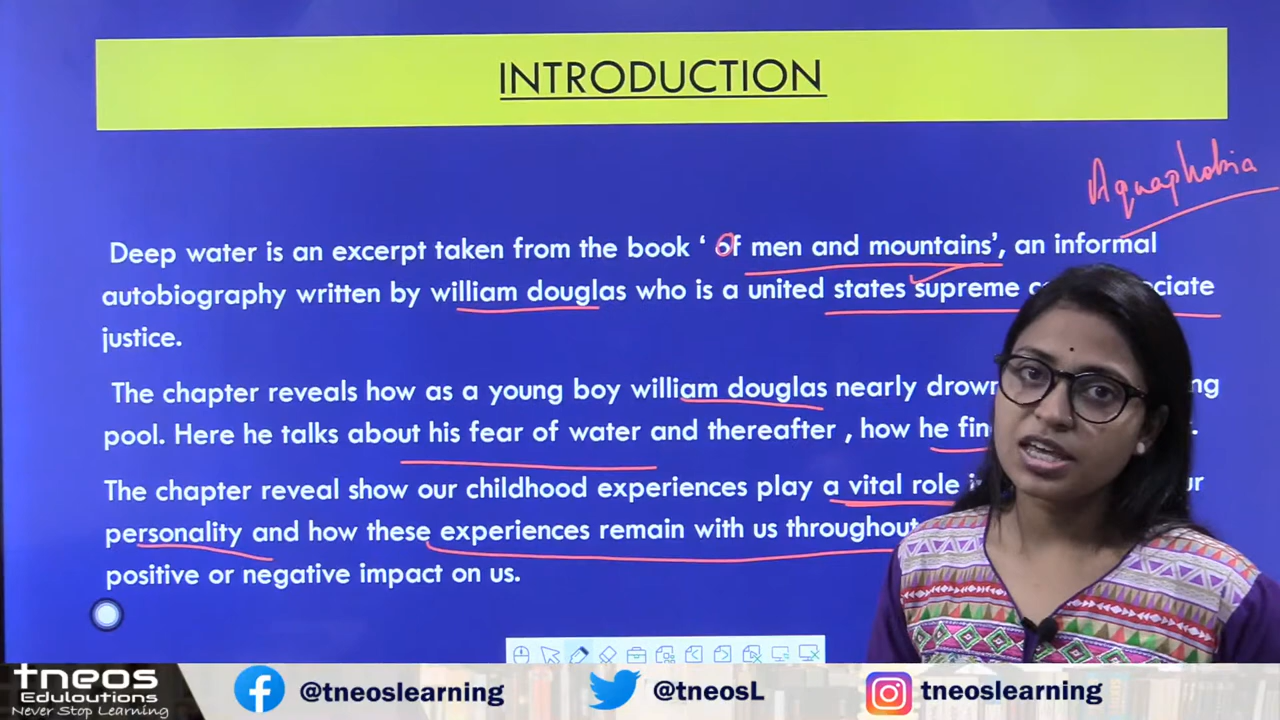 INTRODUCTION
Aquaphobia
Deep water is an excerpt taken from the book ‘ of men and mountains’, an informal
autobiography written by william douglas who is a united states supreme ciate
justice.
The chapter reveals how as a young boy william douglas nearly drown ng
pool. Here he talks about his fear of water and thereafter , how he fin
The chapter reveal show our childhood experiences play a vital role
personality and how these experiences remain with us throughout
positive or negative impact on us.
tneos
Edulautions
Never Stop Learning
@tneoslearning
@tneosL
tneoslearning